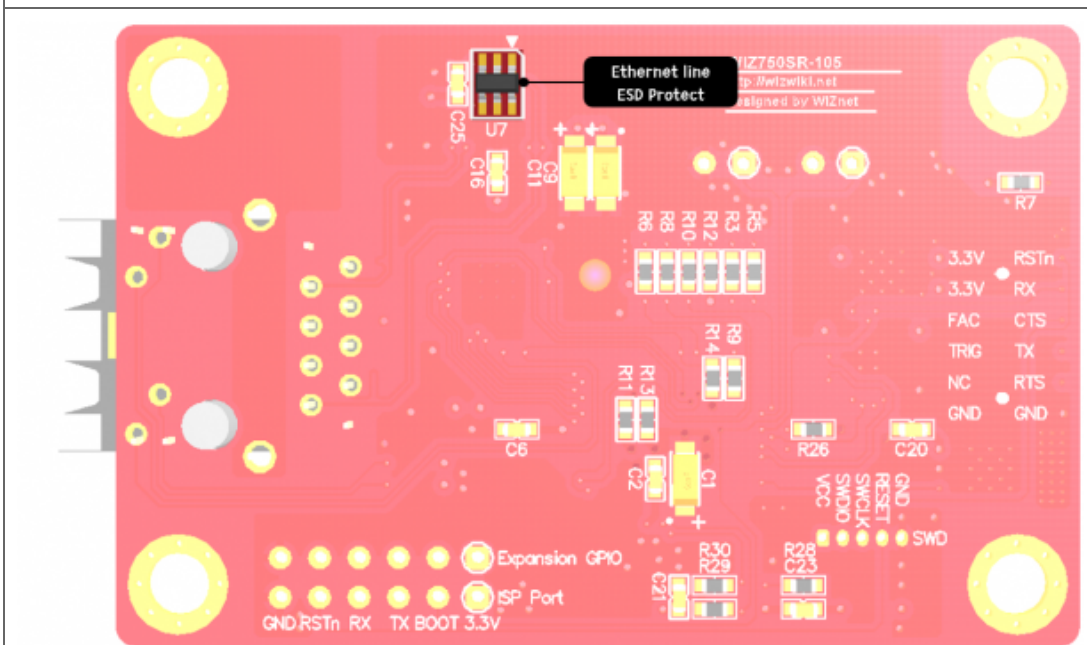 WIZ750SR-105
http://wizwiki.net
Designed by WIZnet
Ethernet line
ESD Protect
U7
C25
C16
C11
C9
R7
R6
R8
R10
R12
R3
R5
3.3V RSTn
3.3V RX
FAC CTS
TRIG TX
NC RTS
GND GND
R14
R9
R11
R13
C6
R26
C20
C2
C1
VCC
SWDIO
SWCLK
RESET
GND
SWD
Expansion GPIO
ISP Port
GND RSTn RX TX BOOT 3.3V
R30
R29
C21
R28
C23